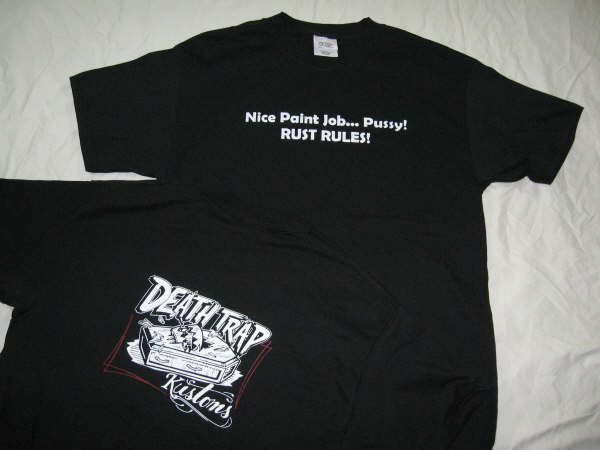 Nice Paint Job... Pussy!
RUST RULES!
DEATH TRAP
Kustoms